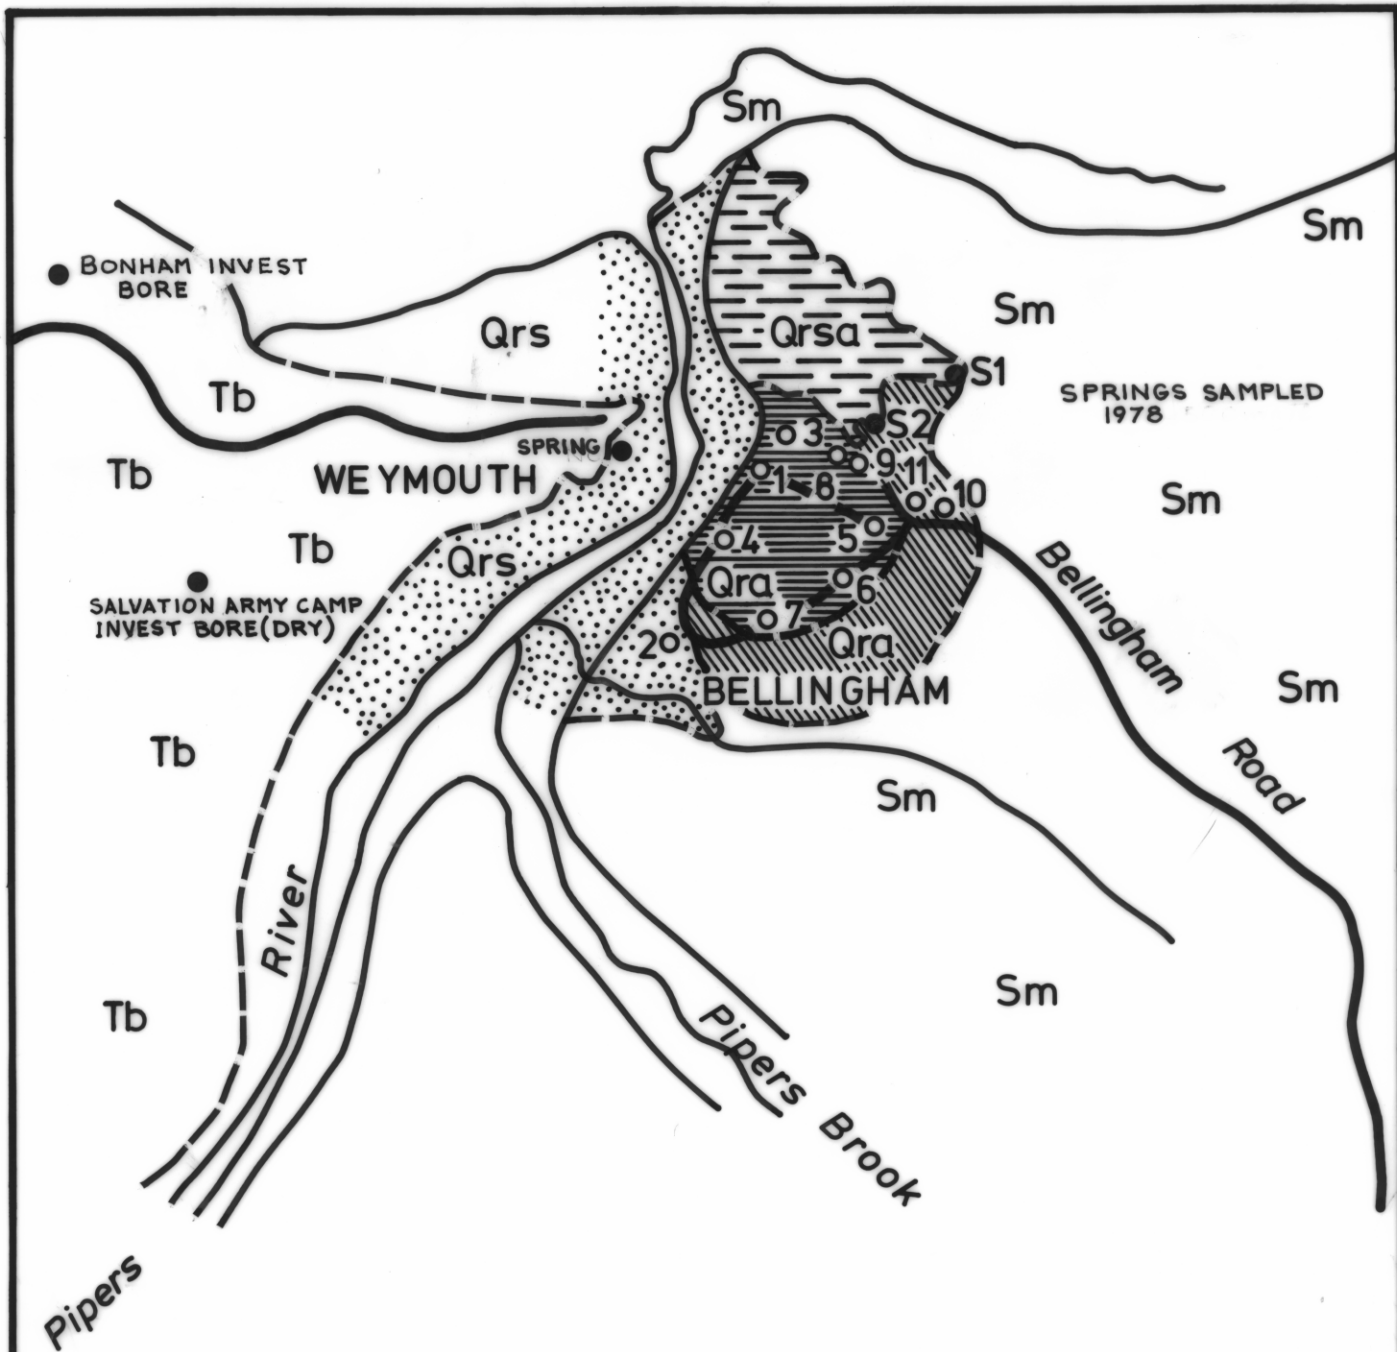 Sm
Sm
BONHAM INVEST
BORE
Sm
Qrs
Qrsa
S1
Tb
SPRINGS SAMPLED
1978
S2
3
SPRING
9
Tb
WEYMOUTH
1
8
11
10
Sm
Tb
Qrs
4
5
Bellingham
Qra
6
SALVATION ARMY CAMP
INVEST BORE (DRY)
7
2
Qra
BELLINGHAM
Sm
Tb
Road
Sm
River
Sm
Tb
Pipers
Brook
Pipers